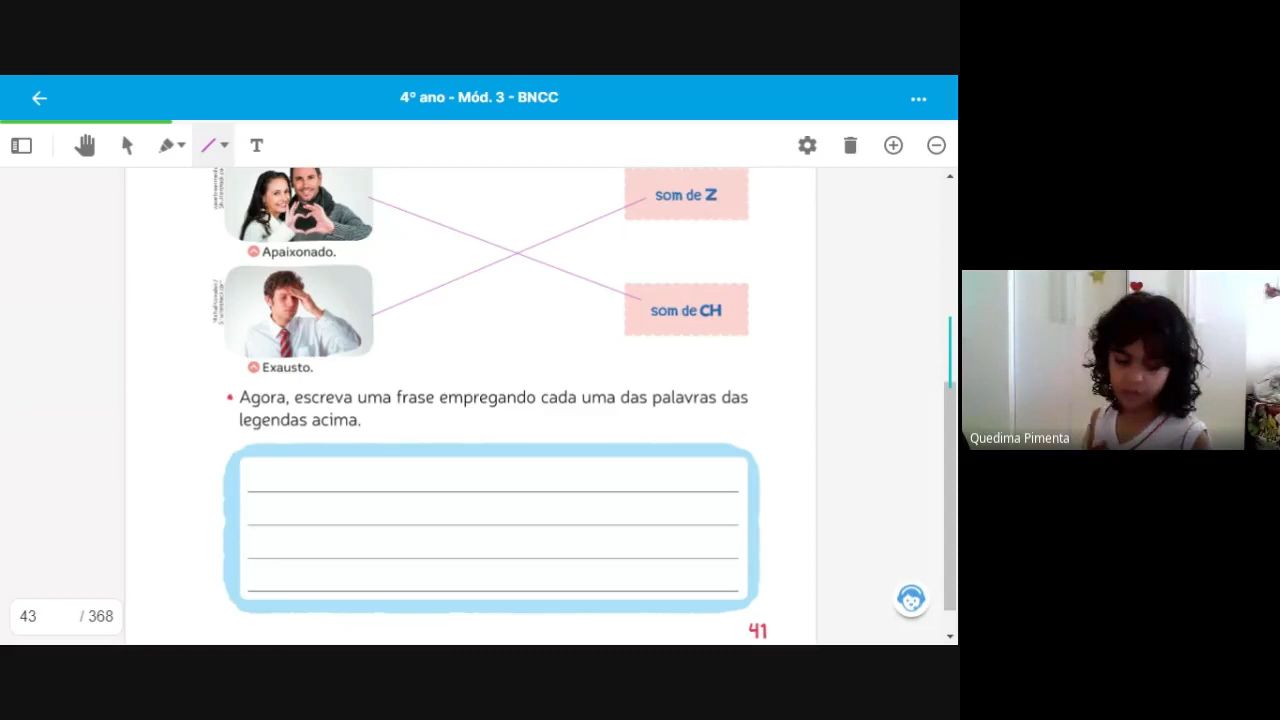 4º ano - Mód. 3 - BNCC
T
som de Z
Apaixonado.
som de CH
Exausto.
Agora, escreva uma frase empregando cada uma das palavras das
legendas acima.
Quedima Pimenta
43 / 368
41